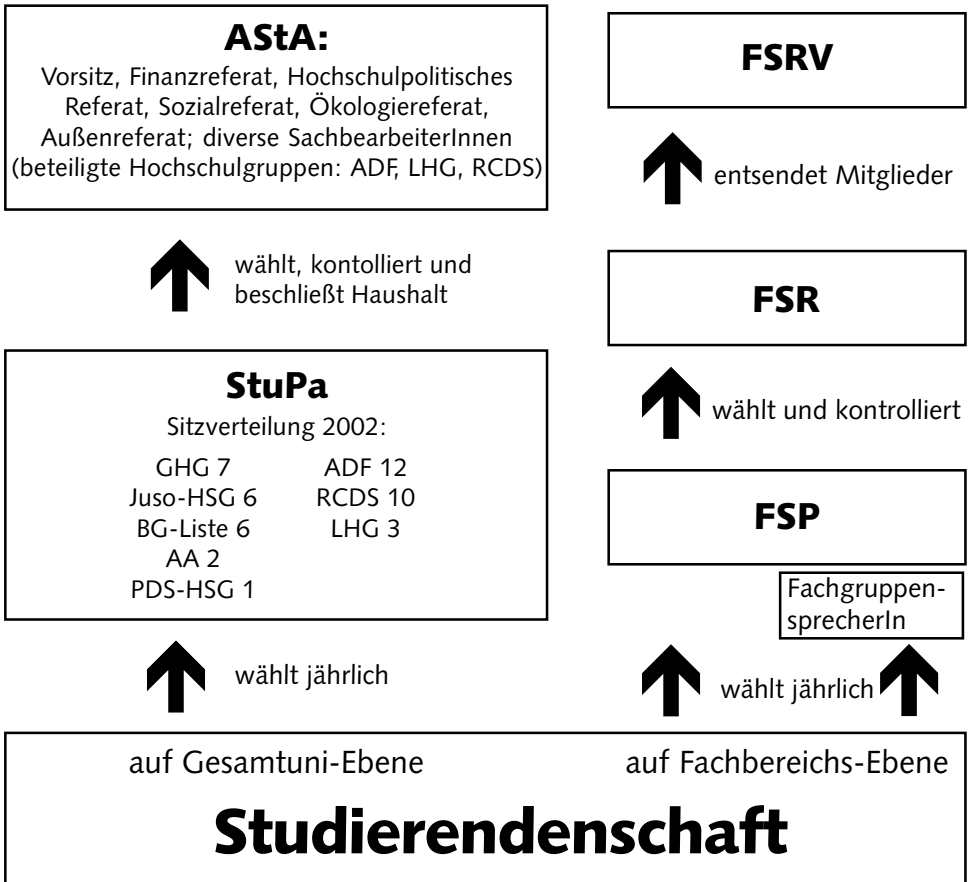 AStA:
Vorsitz, Finanzreferat, Hochschulpolitisches
Referat, Sozialreferat, Ökologiereferat,
Außenreferat; diverse SachbearbeiterInnen
(beteiligte Hochschulgruppen: ADF, LHG, RCDS)
wählt, kontolliert und
beschließt Haushalt
StuPa
Sitzverteilung 2002:
GHG 7
Juso-HSG 6
BG-Liste 6
AA 2
PDS-HSG 1
ADF 12
RCDS 10
LHG 3
wählt jährlich
FSRV
entsendet Mitglieder
FSR
wählt und kontrolliert
FSP
Fachgruppen-
sprecherIn
wählt jährlich
auf Gesamtuni-Ebene
auf Fachbereichs-Ebene
Studierendenschaft